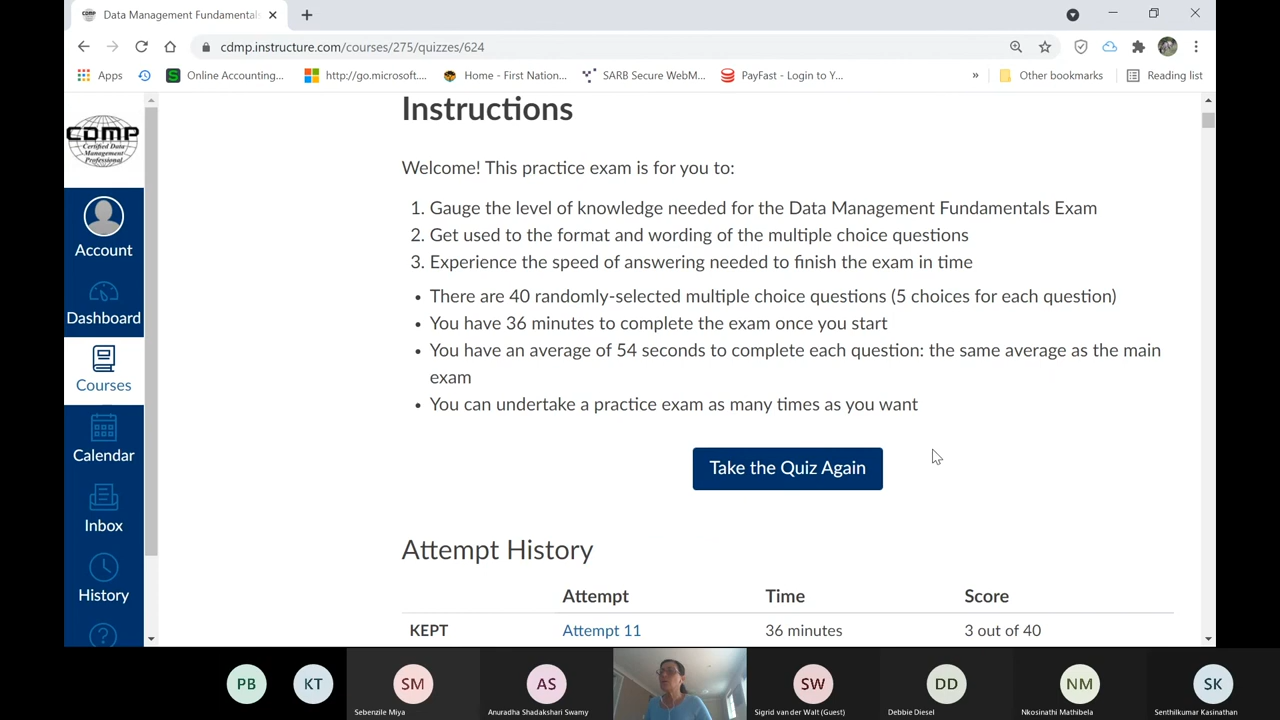 Data Management Fundamental
cdmp.instructure.com/courses/275/quizzes/624
Apps
Online Accounting...
http://go.microsoft....
Home - First Nation...
SARB Secure WebM...
PayFast - Login to Y...
»
Other bookmarks
Reading list
CDMP
Certified Data
Management
Professional
Account
Dashboard
Courses
Calendar
Inbox
History
Instructions
Welcome! This practice exam is for you to:
1. Gauge the level of knowledge needed for the Data Management Fundamentals Exam
2. Get used to the format and wording of the multiple choice questions
3. Experience the speed of answering needed to finish the exam in time
• There are 40 randomly-selected multiple choice questions (5 choices for each question)
• You have 36 minutes to complete the exam once you start
• You have an average of 54 seconds to complete each question: the same average as the main
exam
• You can undertake a practice exam as many times as you want
Take the Quiz Again
Attempt History
Attempt Time Score
KEPT Attempt 11 36 minutes 3 out of 40
PB
KT
SM
Sebenzile Miya
AS
Anuradha Shadakshari Swamy
SW
Sigrid van der Walt (Guest)
DD
Debbie Diesel
NM
Nkosinathi Mathibela
SK
Senthilkumar Kasinathan